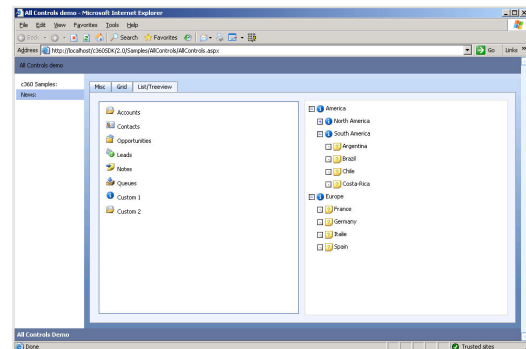 All Controls demo - Microsoft Internet Explorer
File Edit View Favorites Tools Help
Back Search Favorites
Address http://localhost/c360SDK/2.0/Samples/AllControls/AllControls.aspx Go Links »
All Controls demo
c360 Samples:
News:
Misc Grid List/Treeview
Accounts
Contacts
Opportunities
Leads
Notes
Queues
Custom 1
Custom 2
America
North America
South America
Argentina
Brazil
Chile
Costa-Rica
Europe
France
Germany
Italie
Spain
All Controls Demo
Done Trusted sites